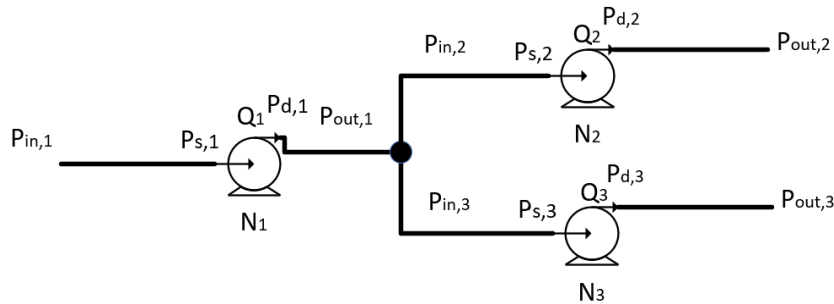 Pin,1
Ps,1
Q1
Pd,1
Pout,1
N1
Pin,2
Ps,2
Q2
Pd,2
Pout,2
N2
Pin,3
Ps,3
Q3
Pd,3
Pout,3
N3